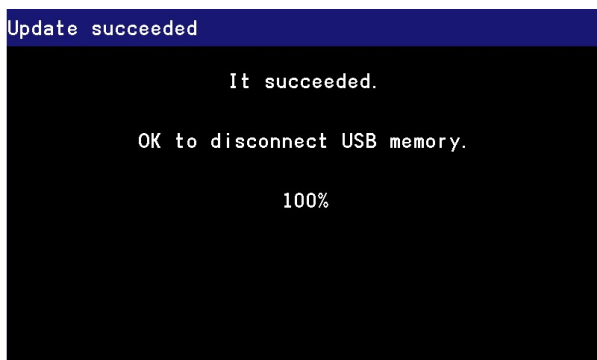 Update succeeded
It succeeded.
OK to disconnect USB memory.
100%